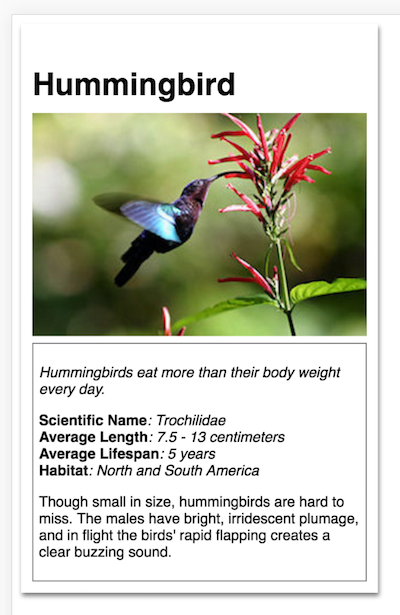 Hummingbird
Hummingbirds eat more than their body weight
every day.
Scientific Name: Trochilidae
Average Length: 7.5 - 13 centimeters
Average Lifespan: 5 years
Habitat: North and South America
Though small in size, hummingbirds are hard to
miss. The males have bright, irridescent plumage,
and in flight the birds' rapid flapping creates a
clear buzzing sound.